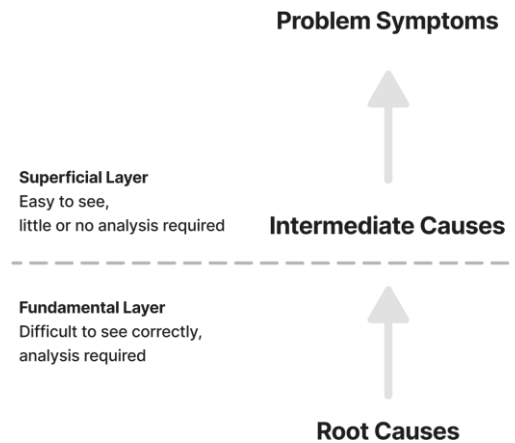 Problem Symptoms
Superficial Layer
Easy to see,
little or no analysis required
Intermediate Causes
Fundamental Layer
Difficult to see correctly,
analysis required
Root Causes